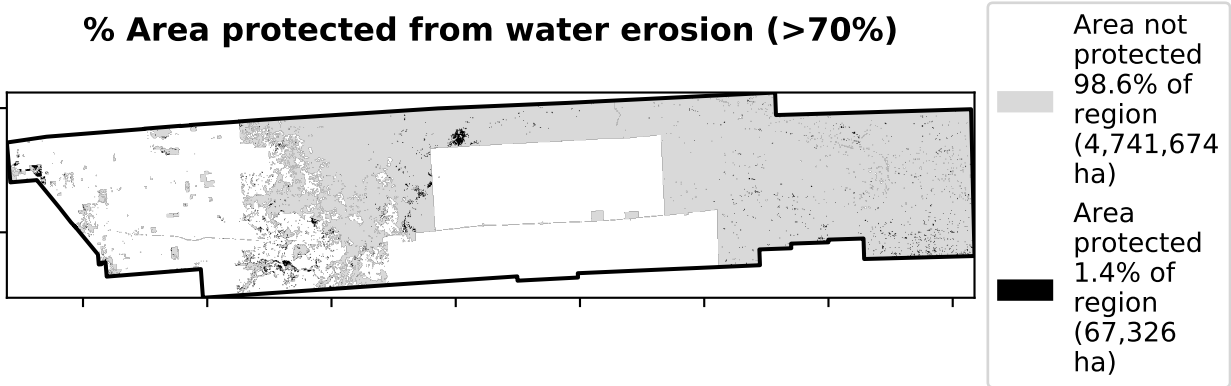 % Area protected from water erosion (>70%)
Area not
protected
98.6% of
region
(4,741,674
ha)
Area
protected
1.4% of
region
(67,326
ha)